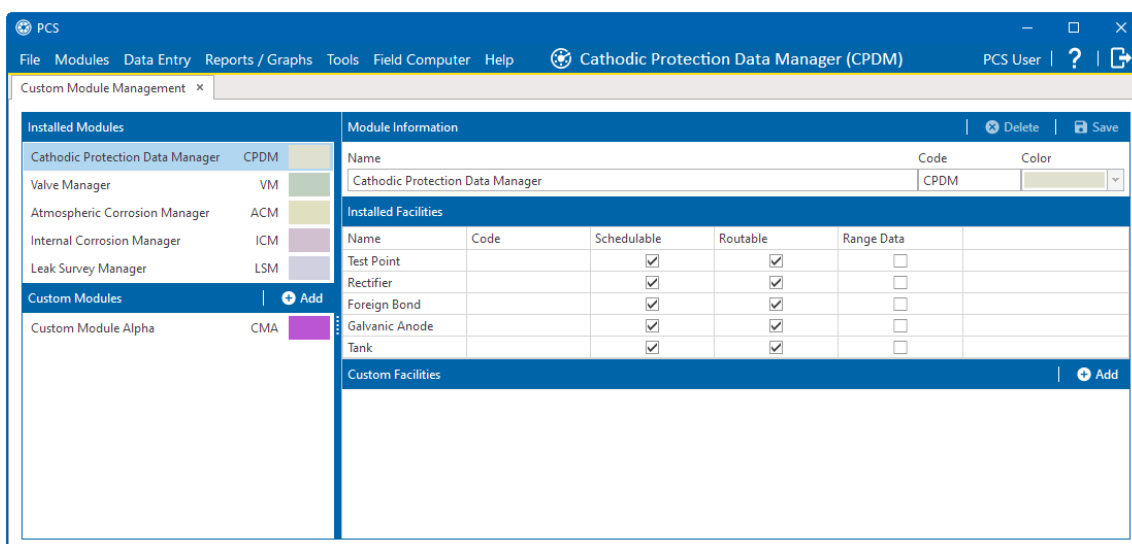 PCS
File Modules Data Entry Reports / Graphs Tools Field Computer Help Cathodic Protection Data Manager (CPDM) PCS User ?
Custom Module Management ×
Installed Modules
Cathodic Protection Data Manager CPDM
Valve Manager VM
Atmospheric Corrosion Manager ACM
Internal Corrosion Manager ICM
Leak Survey Manager LSM
Custom Modules Add
Custom Module Alpha CMA
Module Information Delete Save
Name Code Color
Cathodic Protection Data Manager CPDM
Installed Facilities
Name Code Schedulable Routable Range Data
Test Point
Rectifier
Foreign Bond
Galvanic Anode
Tank
Custom Facilities Add